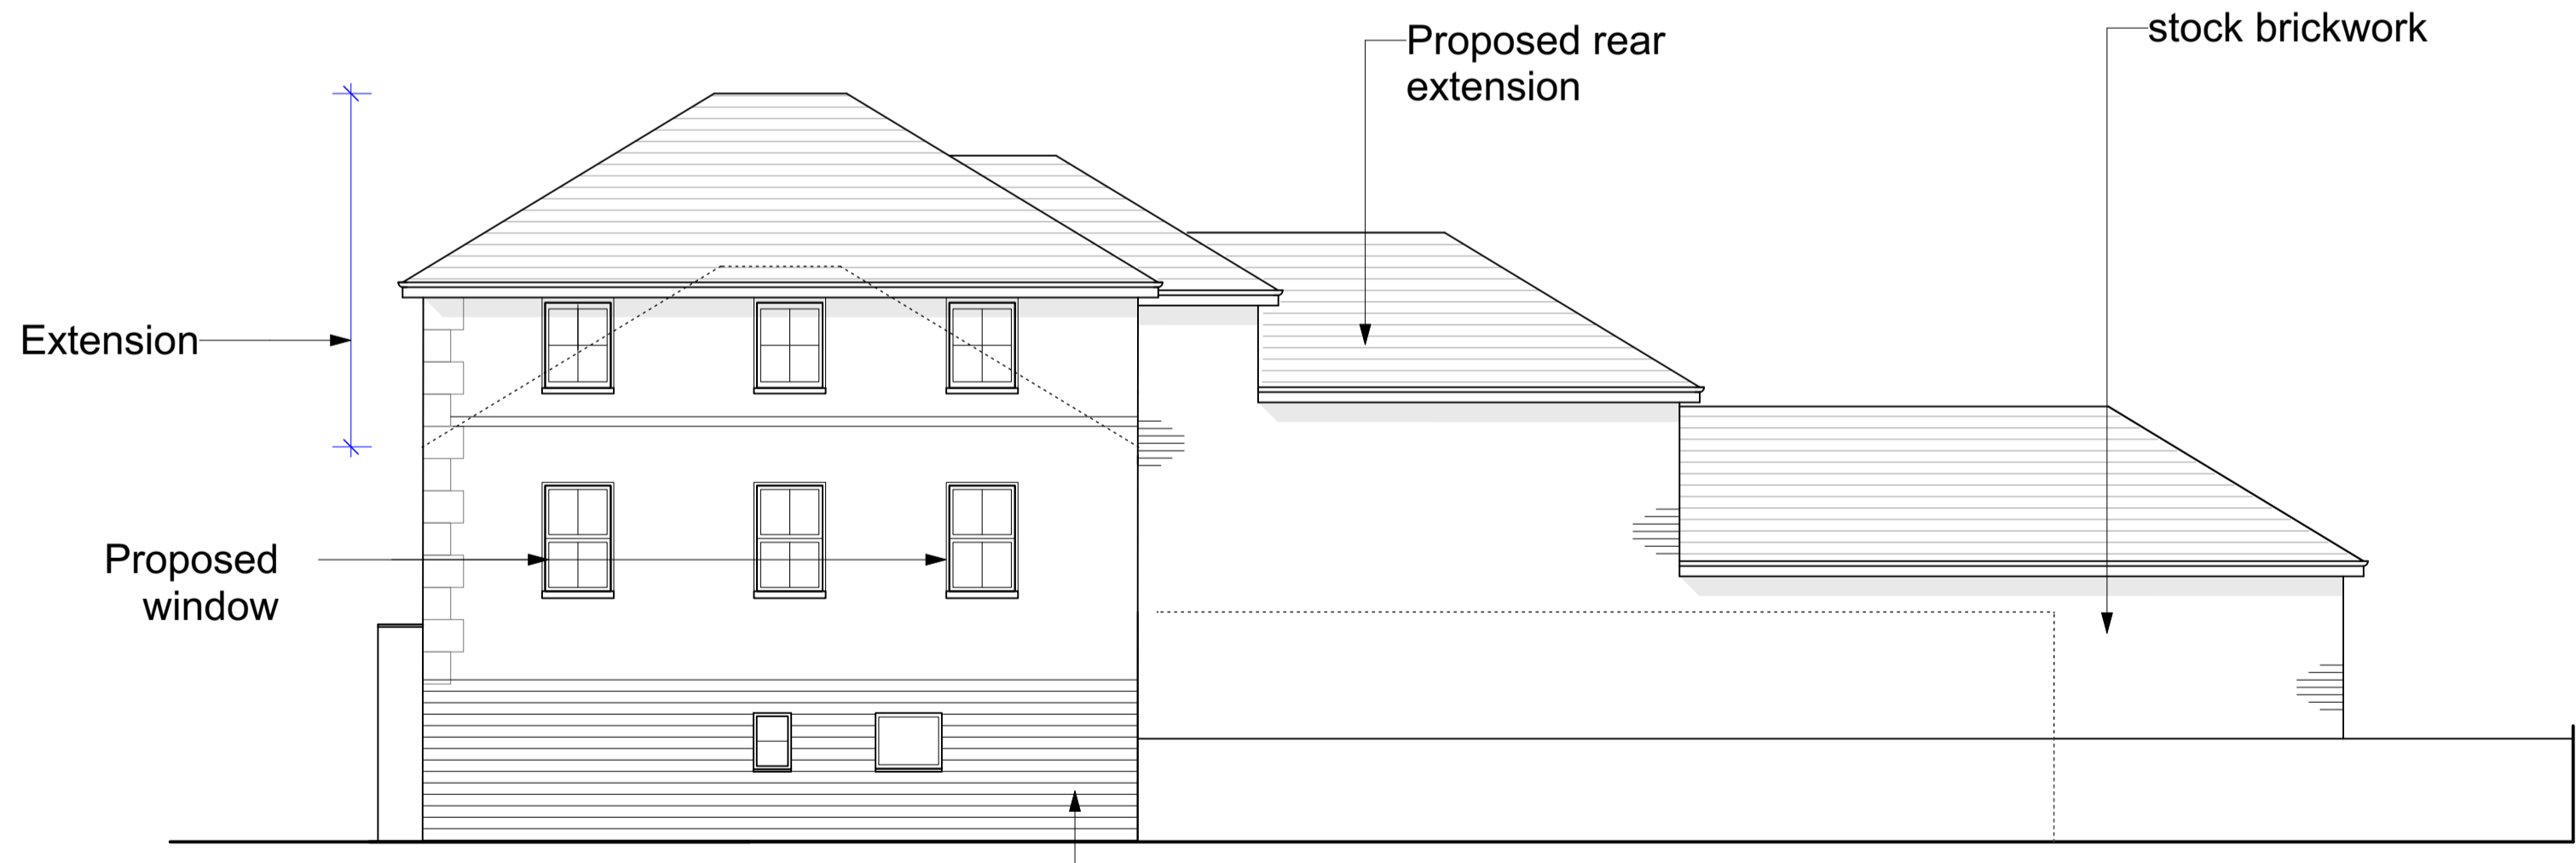 stock brickwork
Proposed rear
extension
Extension
Proposed
window